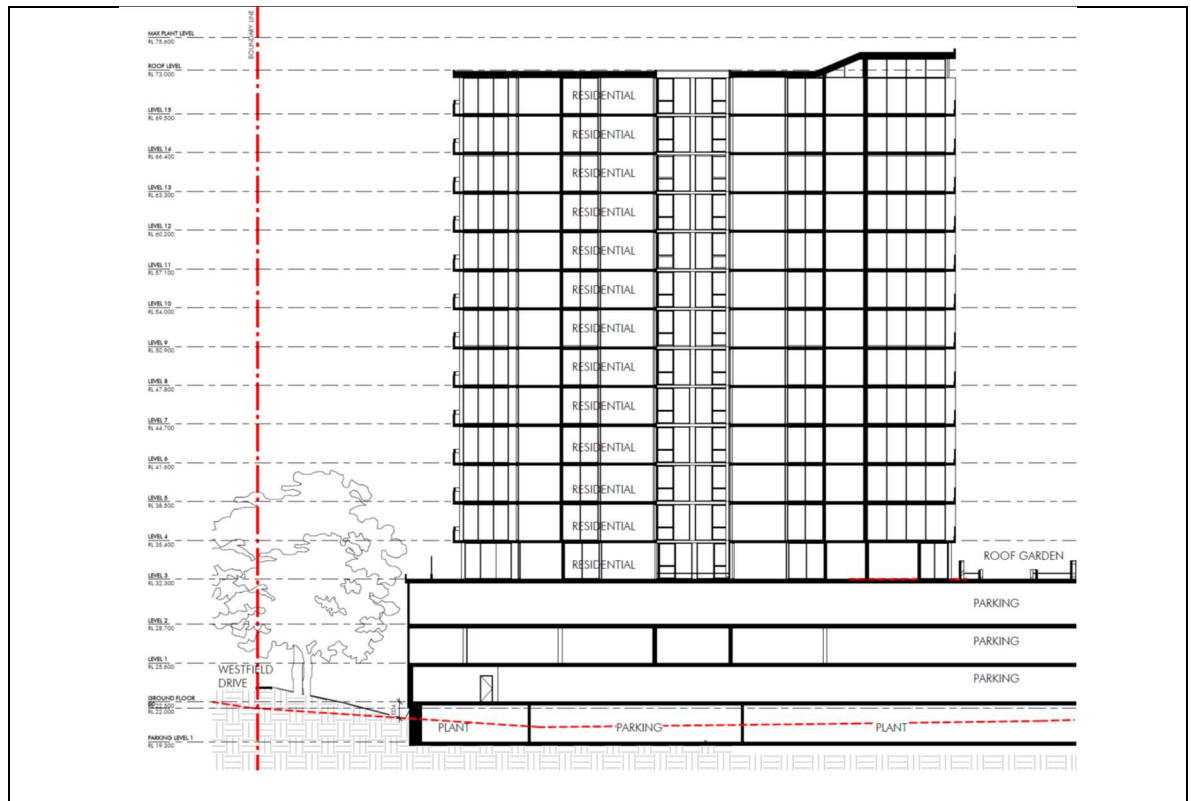 BOUNDARY LINE
MAX PLANT LEVEL
RL 75.600
ROOF LEVEL
RL 73.000
LEVEL 15
RL 69.500
RESIDENTIAL
LEVEL 14
RL 66.400
RESIDENTIAL
LEVEL 13
RL 63.300
RESIDENTIAL
LEVEL 12
RL 60.200
RESIDENTIAL
LEVEL 11
RL 57.100
RESIDENTIAL
LEVEL 10
RL 54.000
RESIDENTIAL
LEVEL 9
RL 50.900
RESIDENTIAL
LEVEL 8
RL 47.800
RESIDENTIAL
LEVEL 7
RL 44.700
RESIDENTIAL
LEVEL 6
RL 41.600
RESIDENTIAL
LEVEL 5
RL 38.500
RESIDENTIAL
LEVEL 4
RL 35.400
RESIDENTIAL
LEVEL 3
RL 32.300
RESIDENTIAL
ROOF GARDEN
LEVEL 2
RL 28.700
PARKING
LEVEL 1
RL 25.600
PARKING
WESTFIELD
DRIVE
PARKING
GROUND FLOOR
RL 22.500
RL 22.000
PLANT
PARKING
PLANT
PARKING LEVEL 1
RL 19.300